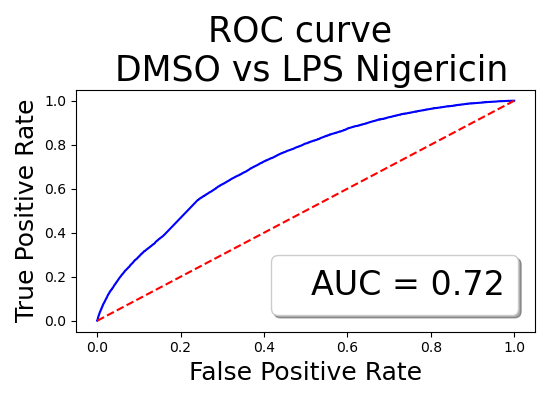 ROC curve
DMSO vs LPS Nigericin
True Positive Rate
1.0
0.8
0.6
0.4
0.2
0.0
AUC = 0.72
0.0 0.2 0.4 0.6 0.8 1.0
False Positive Rate